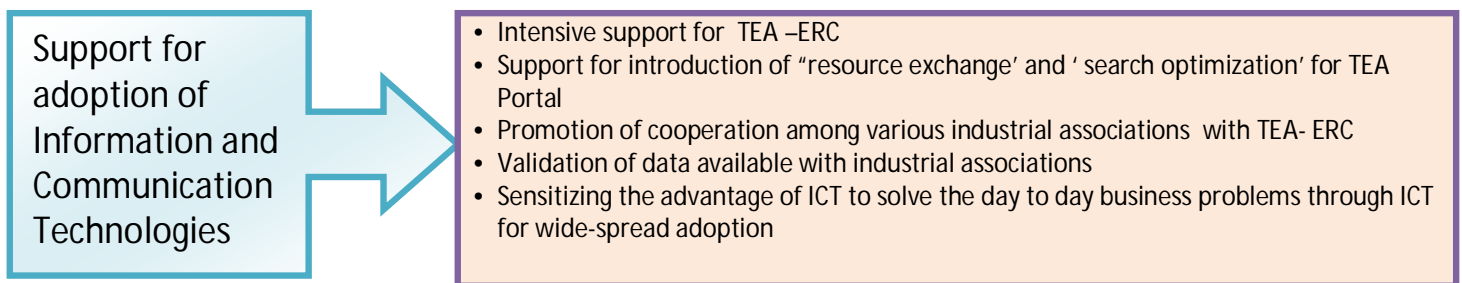 Support for
adoption of
Information and
Communication
Technologies
• Intensive support for TEA –ERC
• Support for introduction of “resource exchange’ and ‘ search optimization’ for TEA
Portal
• Promotion of cooperation among various industrial associations with TEA- ERC
• Validation of data available with industrial associations
• Sensitizing the advantage of ICT to solve the day to day business problems through ICT
for wide-spread adoption